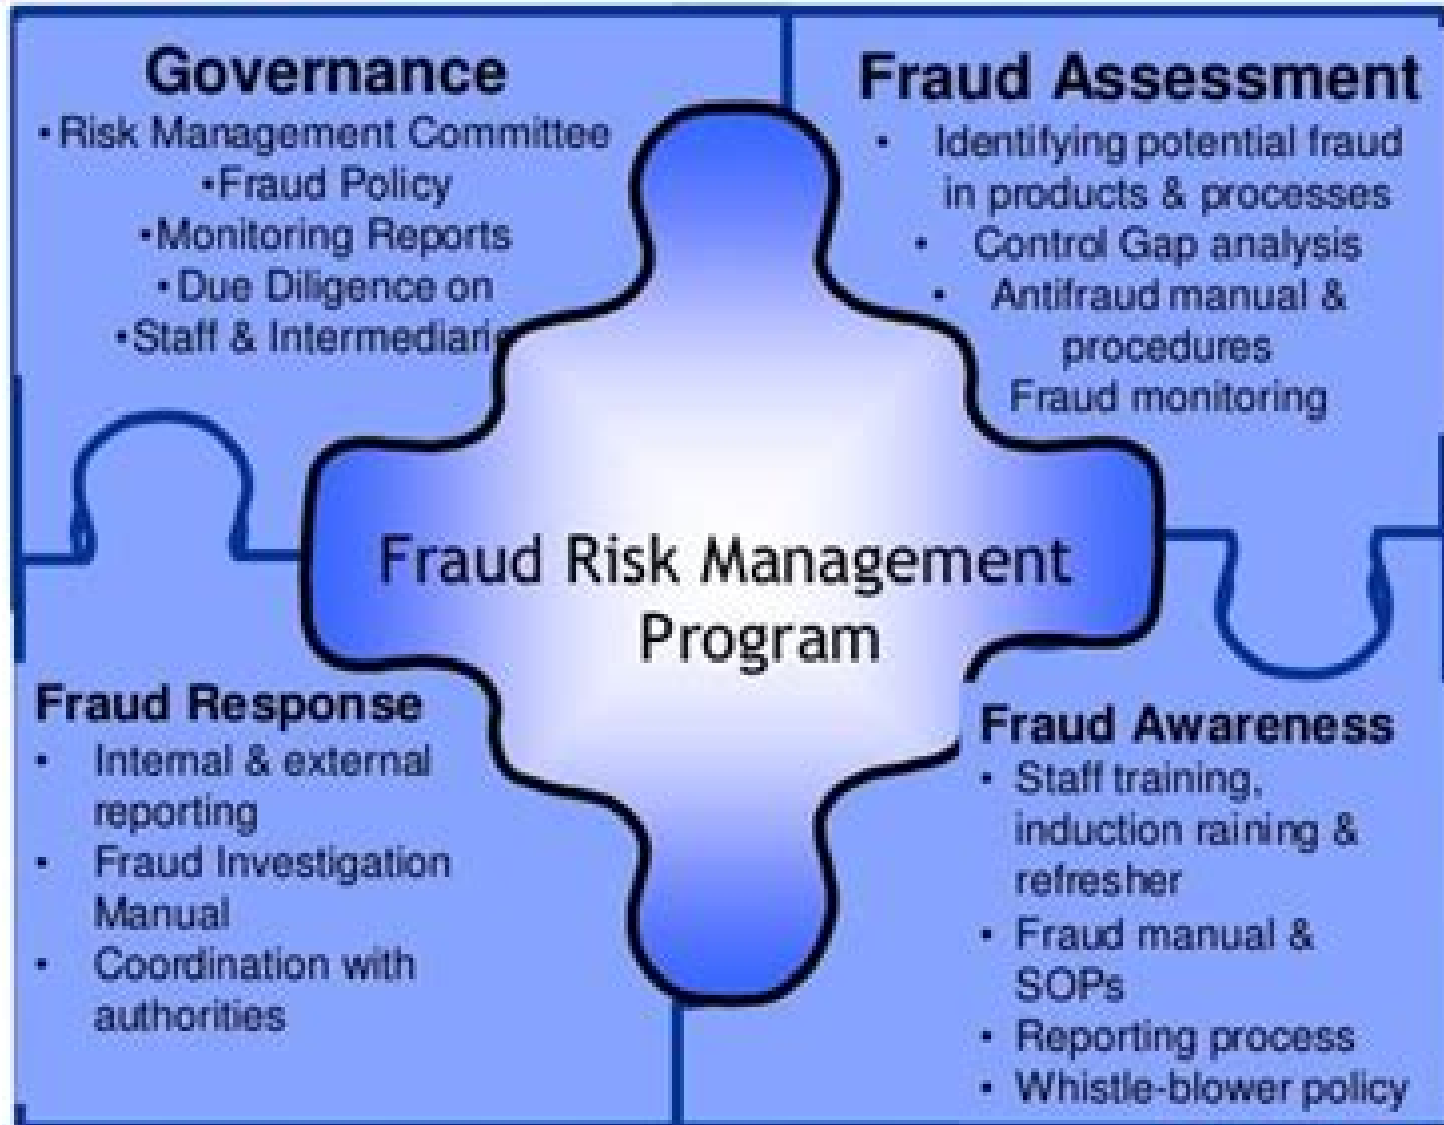 Governance
•Risk Management Committee
•Fraud Policy
•Monitoring Reports
•Due Diligence on
•Staff & Intermediari
Fraud Assessment
• Identifying potential fraud
in products & processes
• Control Gap analysis
• Antifraud manual &
procedures
Fraud monitoring
Fraud Risk Management
Program
Fraud Response
• Internal & external
reporting
• Fraud Investigation
Manual
• Coordination with
authorities
Fraud Awareness
• Staff training,
induction raining &
refresher
• Fraud manual &
SOPs
• Reporting process
• Whistle-blower policy